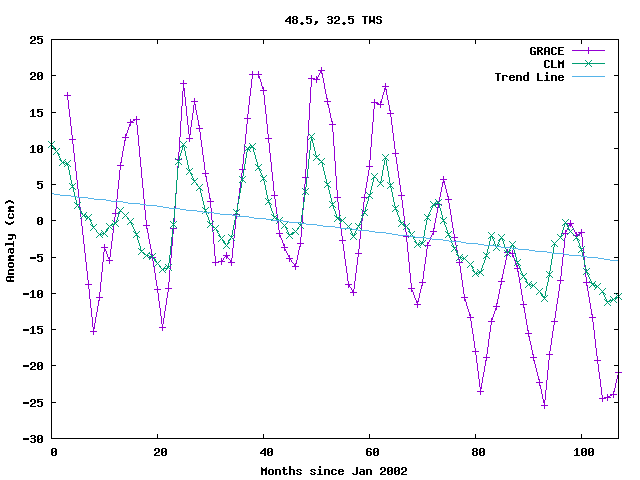 48.5, 32.5 TWS
GRACE
CLM
Trend Line
25
20
15
10
5
0
-5
-10
-15
-20
-25
-30
Anomaly (cm)
0 20 40 60 80 100
Months since Jan 2002